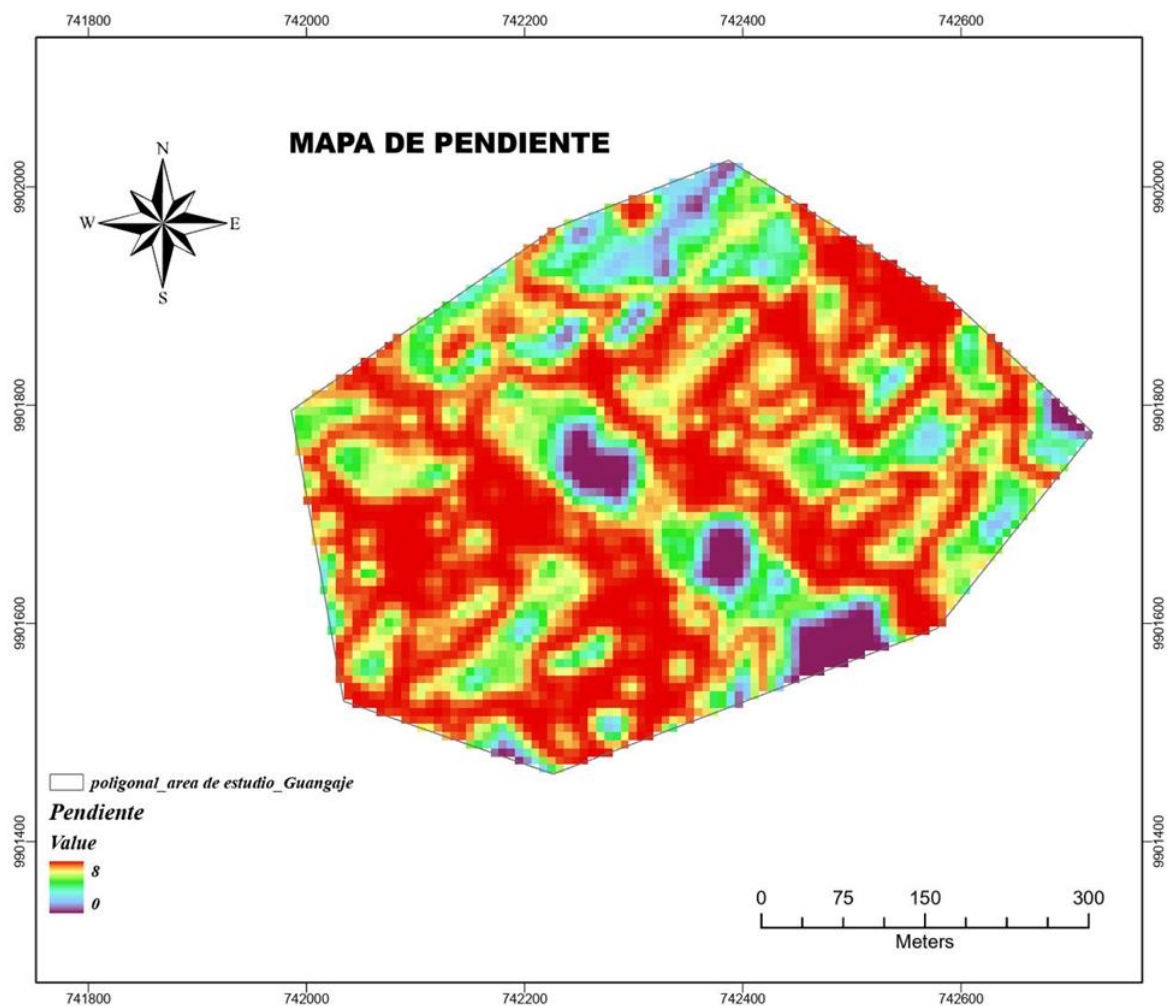 741800 742000 742200 742400 742600
MAPA DE PENDIENTE
N
W E
S
9902000 9902000
9901800 9901800
9901600 9901600
9901400 9901400
poligonal_area de estudio_Guangaje
Pendiente
Value
8
0
0 75 150 300
Meters
741800 742000 742200 742400 742600